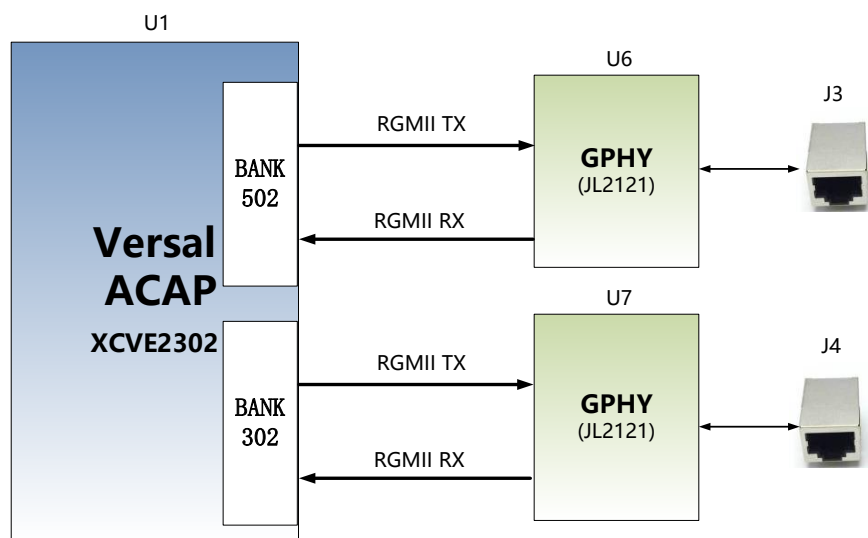 U1
U6
J3
RGMII TX
GPHY
(JL2121)
BANK
502
RGMII RX
Versal
ACAP
XCVE2302
U7
J4
RGMII TX
GPHY
(JL2121)
BANK
302
RGMII RX